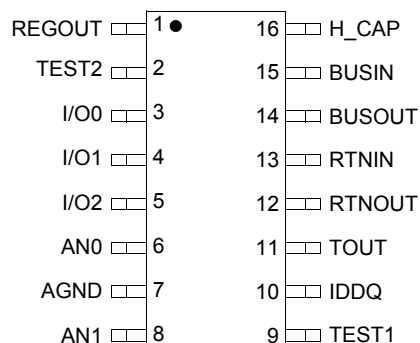 REGOUT 1 16 H_CAP
TEST2 2 15 BUSIN
I/O0 3 14 BUSOUT
I/O1 4 13 RTNIN
I/O2 5 12 RTNOUT
AN0 6 11 TOUT
AGND 7 10 IDDQ
AN1 8 9 TEST1